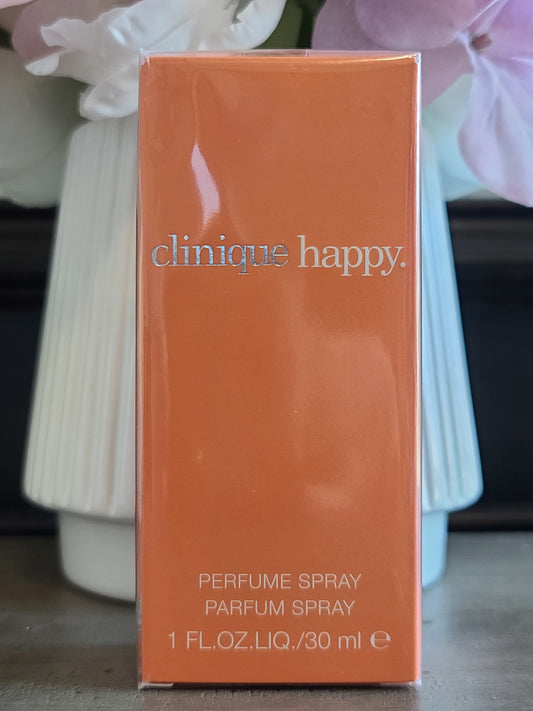 clinique happy.
PERFUME SPRAY
PARFUM SPRAY
1 FL.OZ.LIQ./30 ml ℮